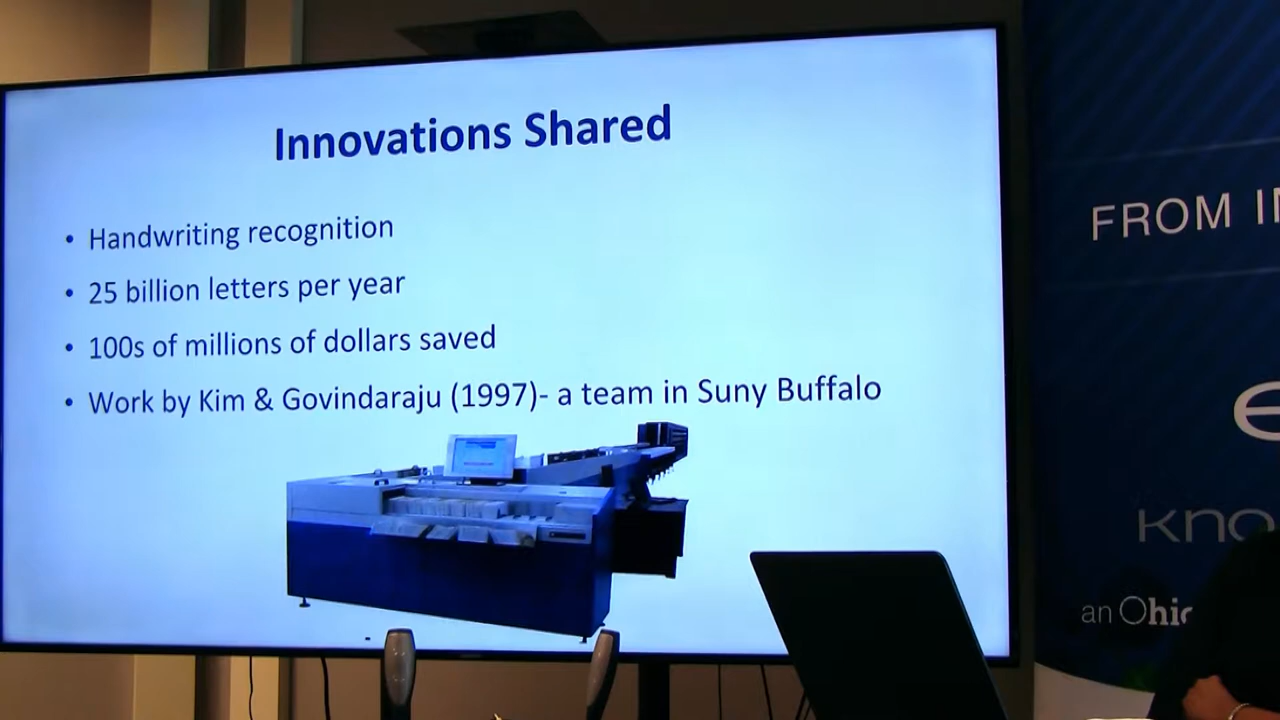 Innovations Shared
• Handwriting recognition
• 25 billion letters per year
• 100s of millions of dollars saved
• Work by Kim & Govindaraju (1997)- a team in Suny Buffalo
FROM
an Ohio